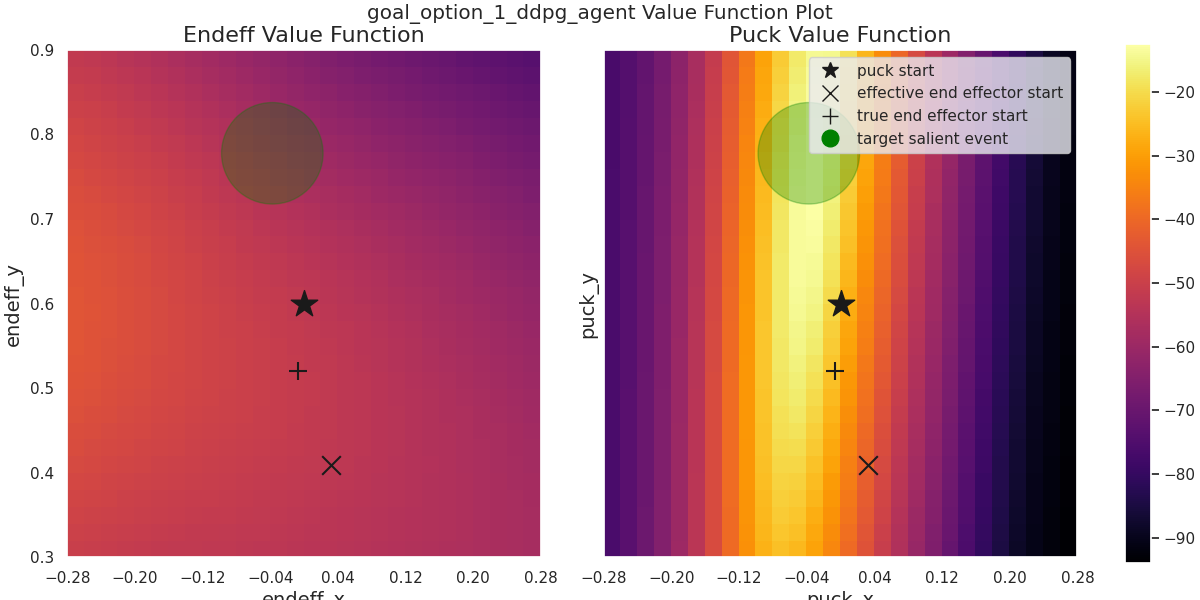 goal_option_1_ddpg_agent Value Function Plot
Endeff Value Function
Puck Value Function
0.9
0.8
0.7
0.6
0.5
0.4
0.3
endeff_y
−0.28 −0.20 −0.12 −0.04 0.04 0.12 0.20 0.28
endeff_x
puck_y
puck start
effective end effector start
true end effector start
target salient event
−0.28 −0.20 −0.12 −0.04 0.04 0.12 0.20 0.28
puck_x
−20
−30
−40
−50
−60
−70
−80
−90